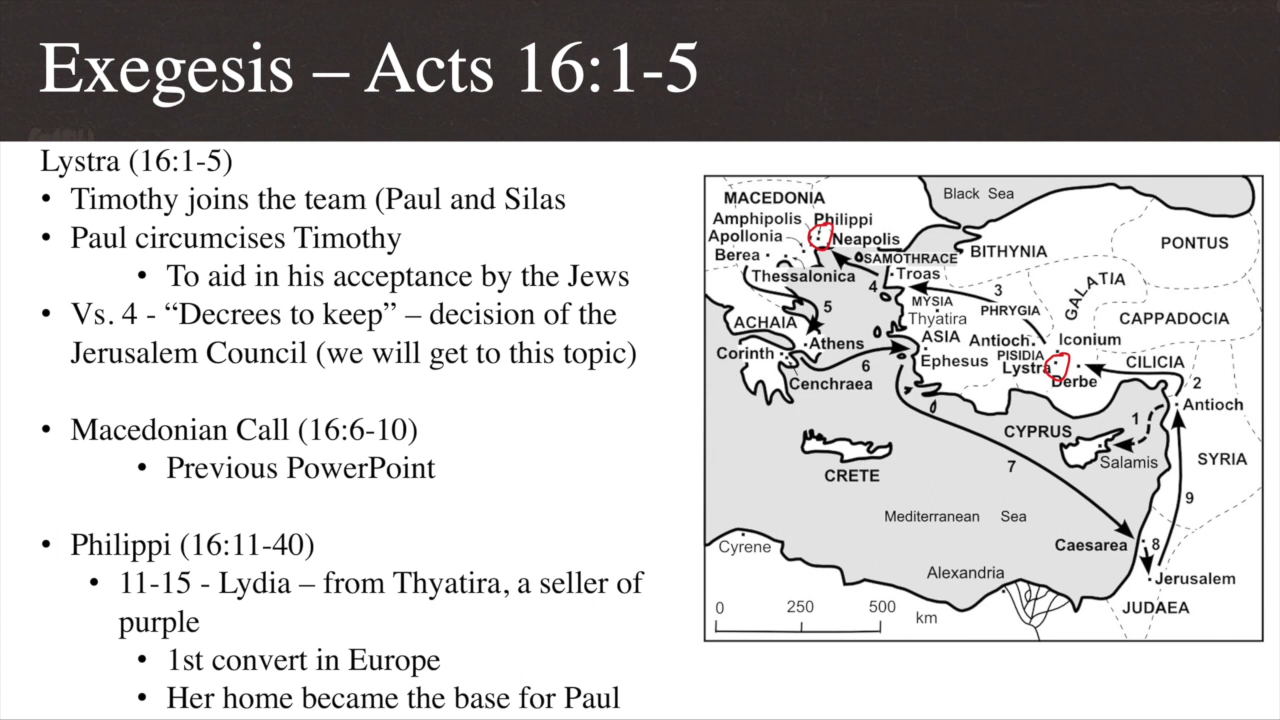 Exegesis – Acts 16:1-5
Lystra (16:1-5)
• Timothy joins the team (Paul and Silas
• Paul circumcises Timothy
• To aid in his acceptance by the Jews
• Vs. 4 - “Decrees to keep” – decision of the
Jerusalem Council (we will get to this topic)
• Macedonian Call (16:6-10)
• Previous PowerPoint
• Philippi (16:11-40)
• 11-15 - Lydia – from Thyatira, a seller of
purple
• 1st convert in Europe
• Her home became the base for Paul
Black Sea
MACEDONIA
Amphipolis Philippi
Apollonia Neapolis
Berea
Thessalonica
SAMOTHRACE
Troas
BITHYNIA
PONTUS
4
3
MYSIA
Thyatira
PHRYGIA
GALATIA
CAPPADOCIA
5
ACHAIA
Athens
ASIA
Antioch
Iconium
Corinth
6
Ephesus
PISIDIA
Lystra
CILICIA
Derbe
Cenchraea
2
Antioch
1
CYPRUS
Salamis
SYRIA
CRETE
7
9
Mediterranean Sea
Cyrene
Caesarea
8
Alexandria
Jerusalem
JUDAEA
0 250 500
km